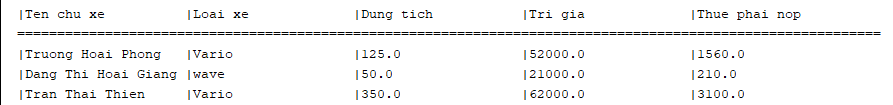 |Ten chu xe |Loai xe |Dung tich |Tri gia |Thue phai nop
================================================================================================
|Truong Hoai Phong |Vario |125.0 |52000.0 |1560.0
|Dang Thi Hoai Giang |wave |50.0 |21000.0 |210.0
|Tran Thai Thien |Vario |350.0 |62000.0 |3100.0